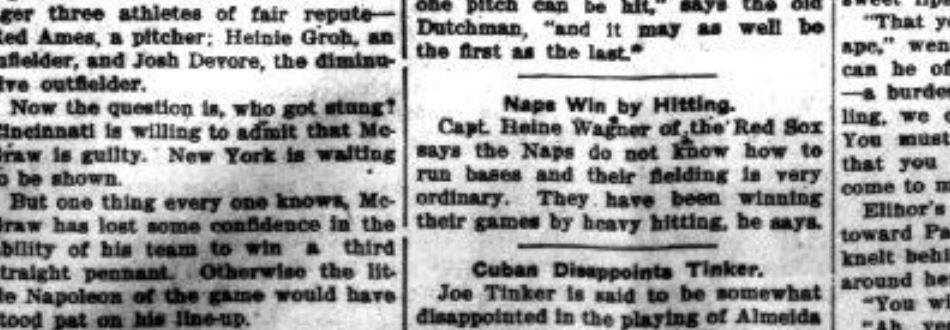 ger three athletes of fair repute—
Red Ames, a pitcher; Heinie Groh, an
nfielder, and Josh Devore, the diminu-
ive outfielder.
Now the question is, who got stung?
Cincinnati is willing to admit that Mc-
Graw is guilty. New York is waiting
o be shown.
But one thing every one knows, Mc-
Graw has lost some confidence in the
bility of his team to win a third
traight pennant. Otherwise the lit-
le Napoleon of the game would have
tood pat on his line-up.
one pitch can be hit," says the old
Dutchman, "and it may as well be
the first as the last."
Naps Win by Hitting.
Capt. Heine Wagner of the Red Sox
says the Naps do not know how to
run bases and their fielding is very
ordinary. They have been winning
their games by heavy hitting, he says.
Cuban Disappoints Tinker.
Joe Tinker is said to be somewhat
disappointed in the playing of Almeida
"That y
ape," wen
can he of
—a burde
ling, we
You must
that you
come to m
Elinor's
toward Pa
knelt behi
around he
"You w